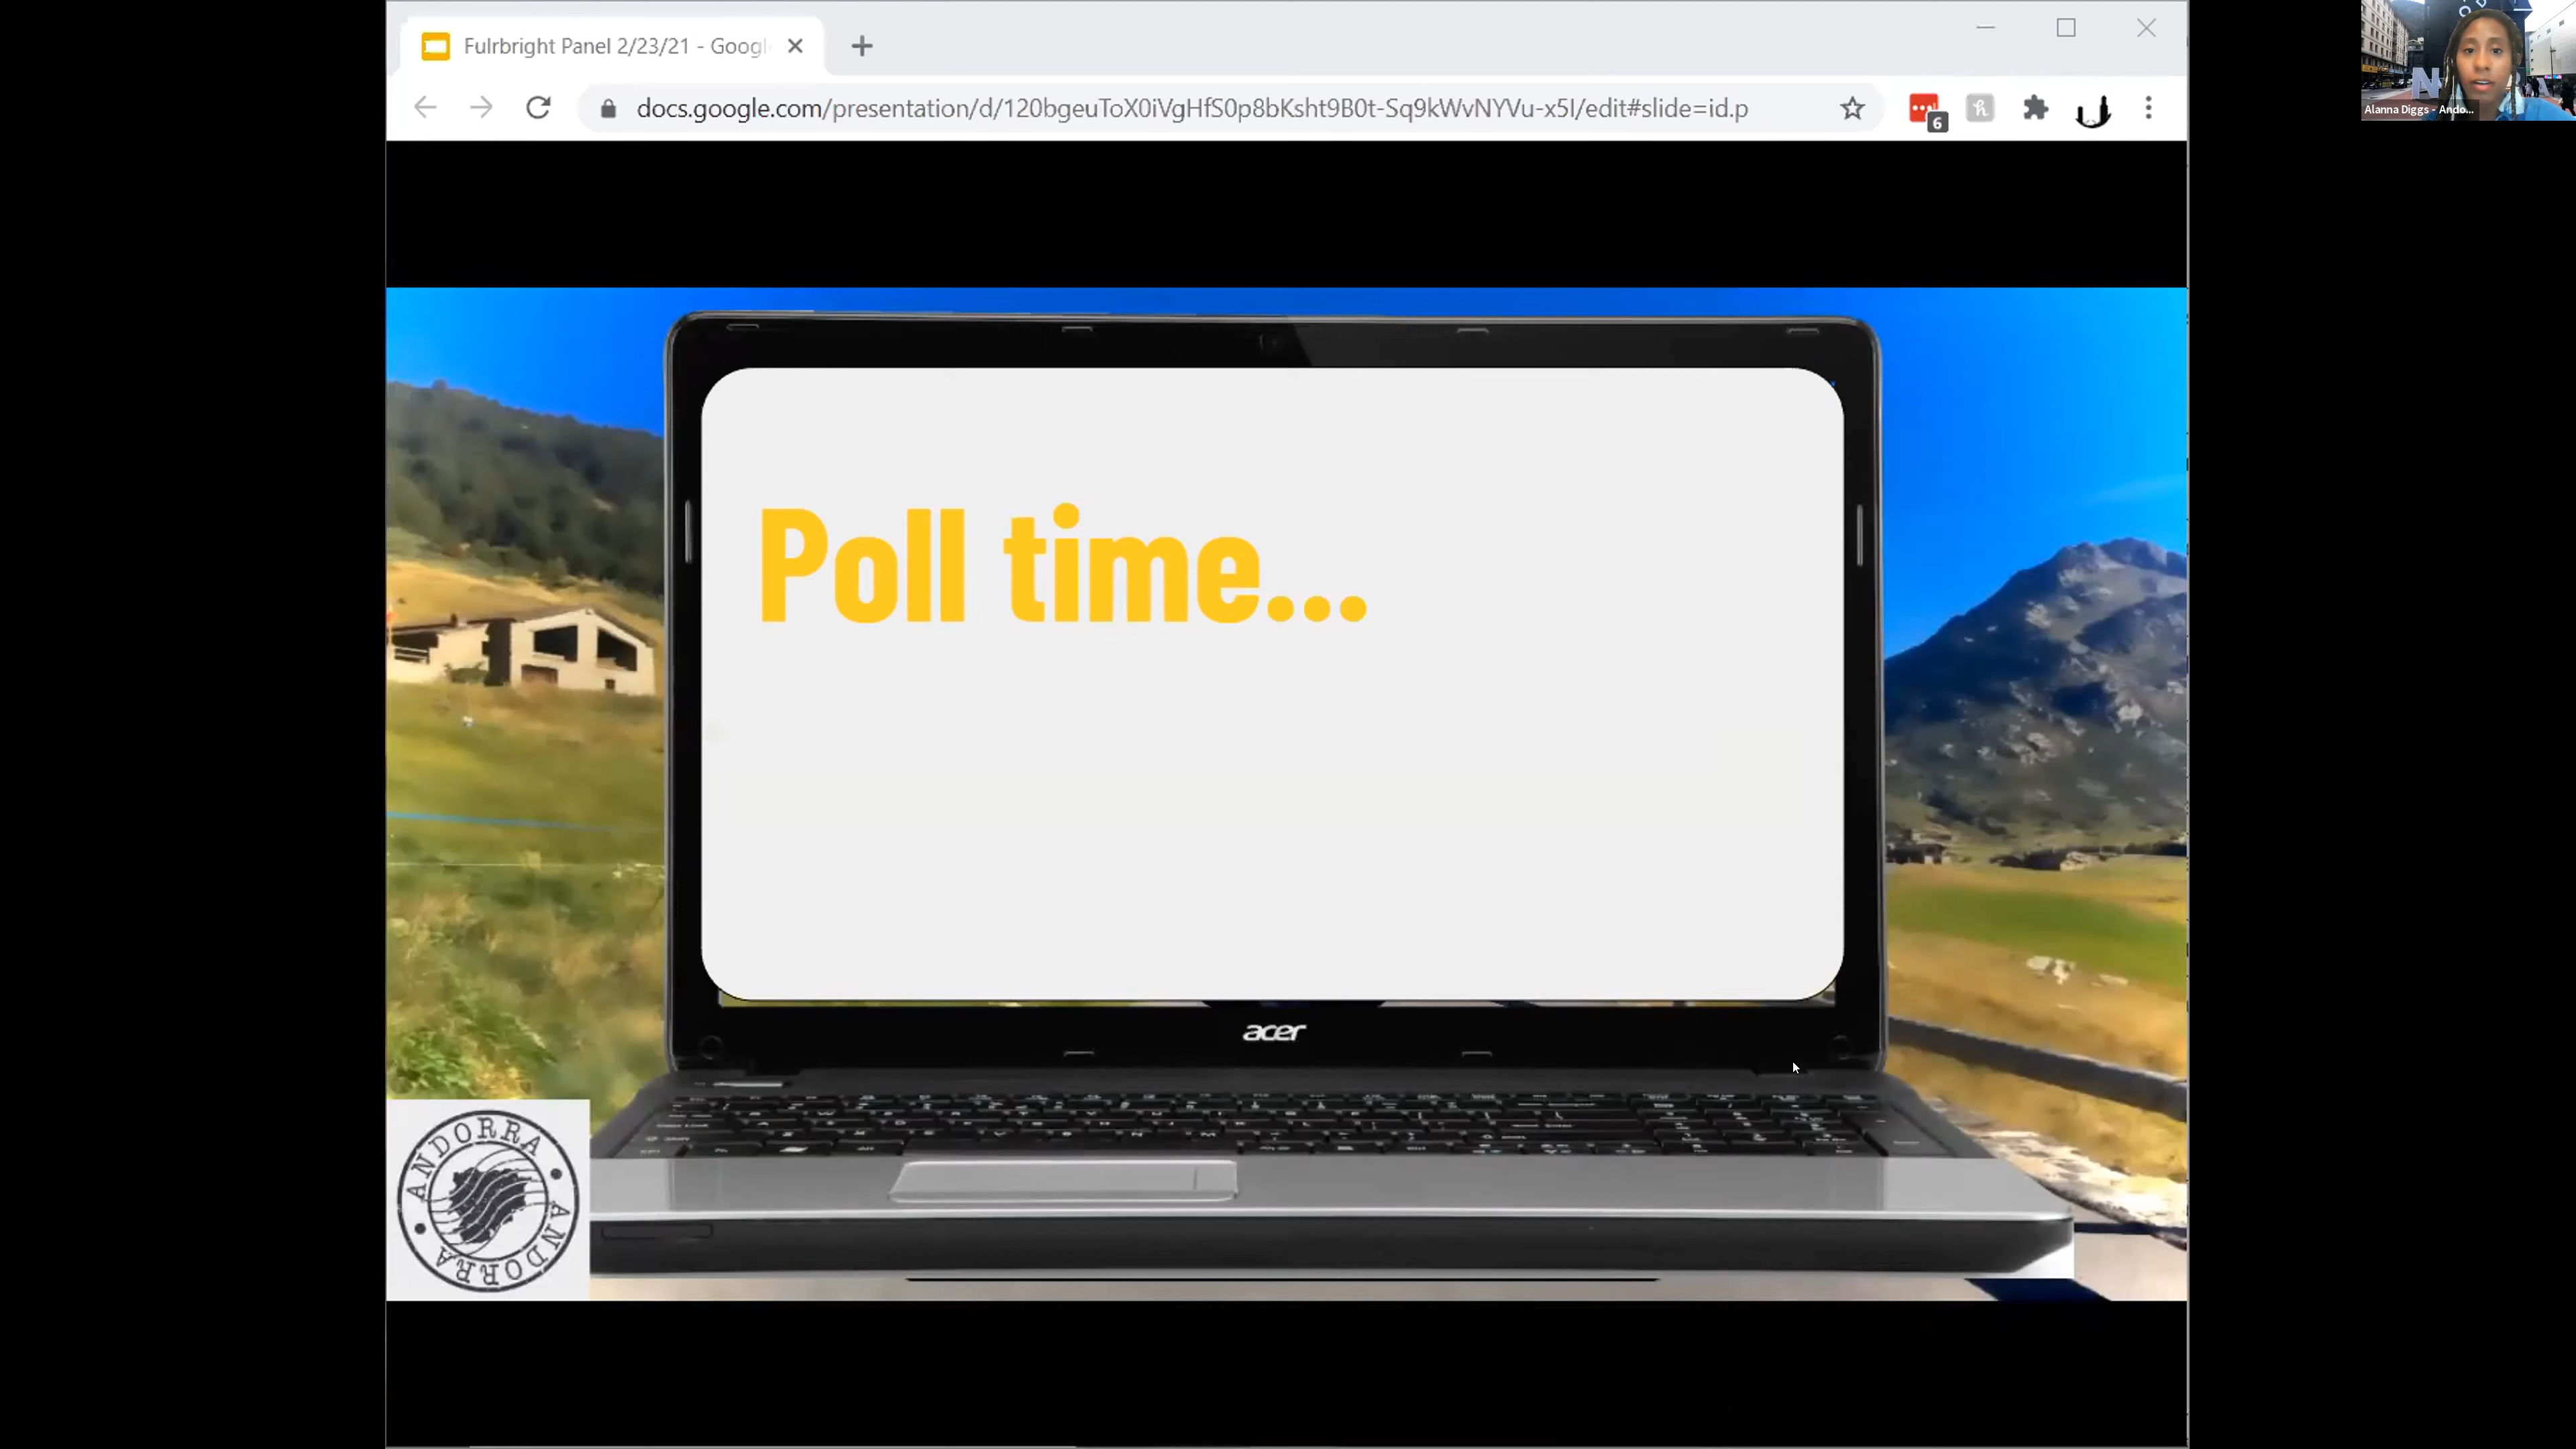 Fulrbright Panel 2/23/21 - Googl
docs.google.com/presentation/d/120bgeuToX0iVgHfS0p8bKsht9B0t-Sq9kWvNYVu-x5I/edit#slide=id.p
6
Alanna Diggs - Ando...
Poll time...
acer
ANDORRA • ANDORRA •